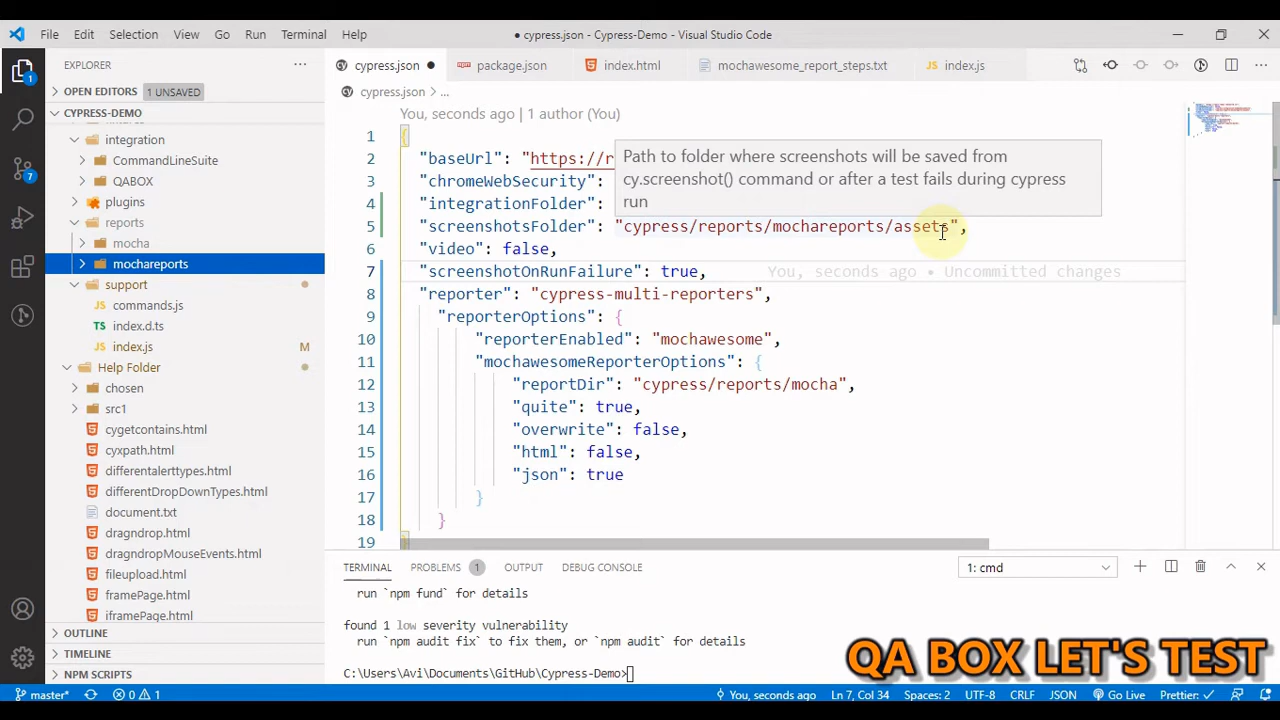 File Edit Selection View Go Run Terminal Help
● cypress.json - Cypress-Demo - Visual Studio Code
EXPLORER
cypress.json
package.json
index.html
mochawesome_report_steps.txt
index.js
OPEN EDITORS 1 UNSAVED
cypress.json > ...
CYPRESS-DEMO
You, seconds ago | 1 author (You)
integration
CommandLineSuite
QABOX
plugins
reports
mocha
mochareports
support
commands.js
index.d.ts
index.js M
Help Folder
chosen
src1
cygetcontains.html
cyxpath.html
differentalerttypes.html
differentDropDownTypes.html
document.txt
dragndrop.html
dragndropMouseEvents.html
fileupload.html
framePage.html
iframePage.html
OUTLINE
TIMELINE
NPM SCRIPTS
1 {
2 "baseUrl": "https://r
3 "chromeWebSecurity":
4 "integrationFolder":
5 "screenshotsFolder": "cypress/reports/mochareports/assets",
6 "video": false,
7 "screenshotOnRunFailure": true, You, seconds ago • Uncommitted changes
8 "reporter": "cypress-multi-reporters",
9 "reporterOptions": {
10 "reporterEnabled": "mochawesome",
11 "mochawesomeReporterOptions": {
12 "reportDir": "cypress/reports/mocha",
13 "quite": true,
14 "overwrite": false,
15 "html": false,
16 "json": true
17 }
18 }
19 }
Path to folder where screenshots will be saved from
cy.screenshot() command or after a test fails during cypress
run
TERMINAL PROBLEMS 1 OUTPUT DEBUG CONSOLE
1: cmd
run `npm fund` for details
found 1 low severity vulnerability
run `npm audit fix` to fix them, or `npm audit` for details
C:\Users\Avi\Documents\GitHub\Cypress-Demo>
QA BOX LET'S TEST
master* 0 1 You, seconds ago Ln 7, Col 34 Spaces: 2 UTF-8 CRLF JSON Go Live Prettier: ✓
1
7